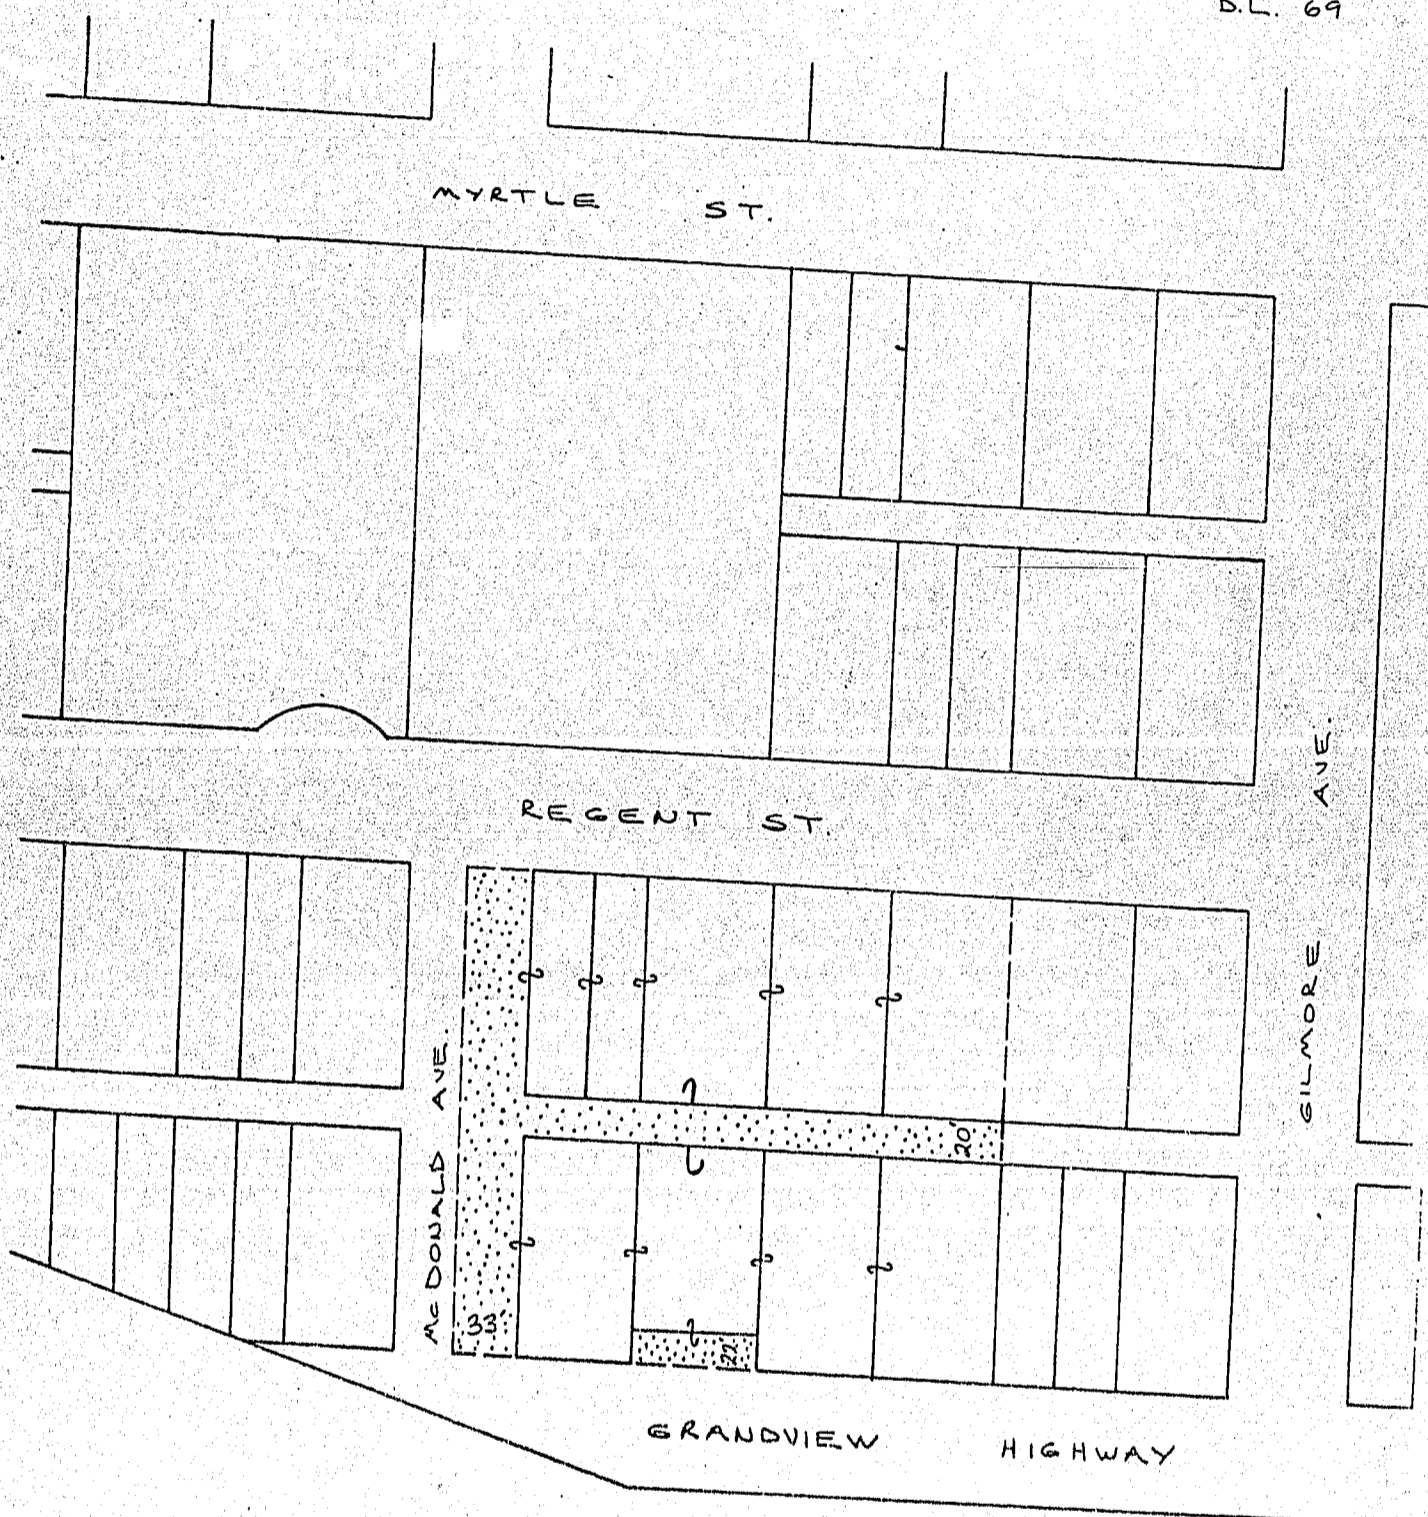 D.L. 69
MYRTLE ST.
REGENT ST.
GILMORE AVE.
McDONALD AVE.
20'
33'
22'
GRANDVIEW HIGHWAY